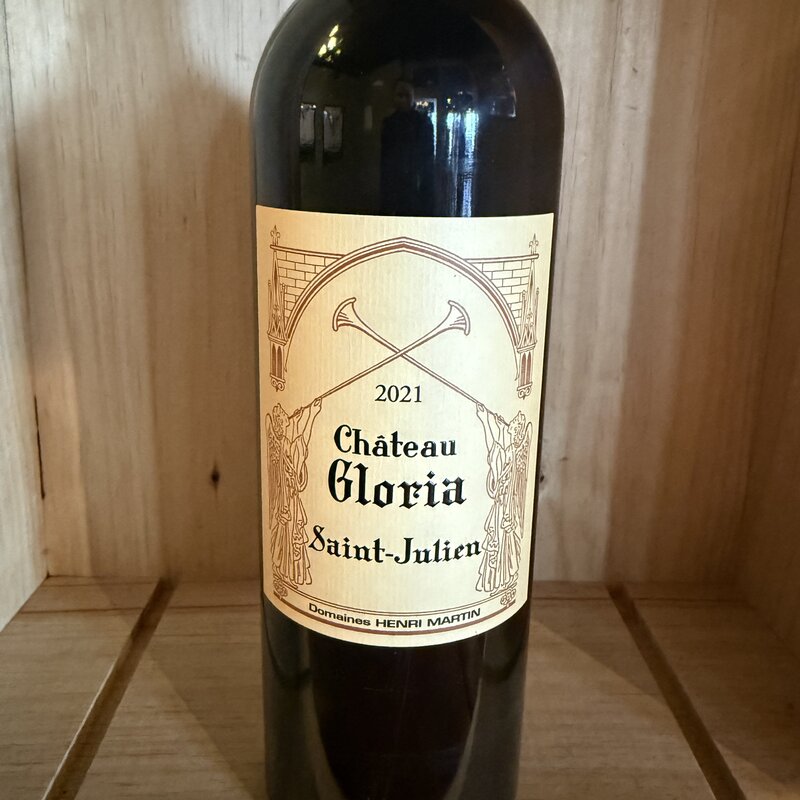 2021
Château
Gloria
Saint-Julien
Domaines HENRI MARTIN